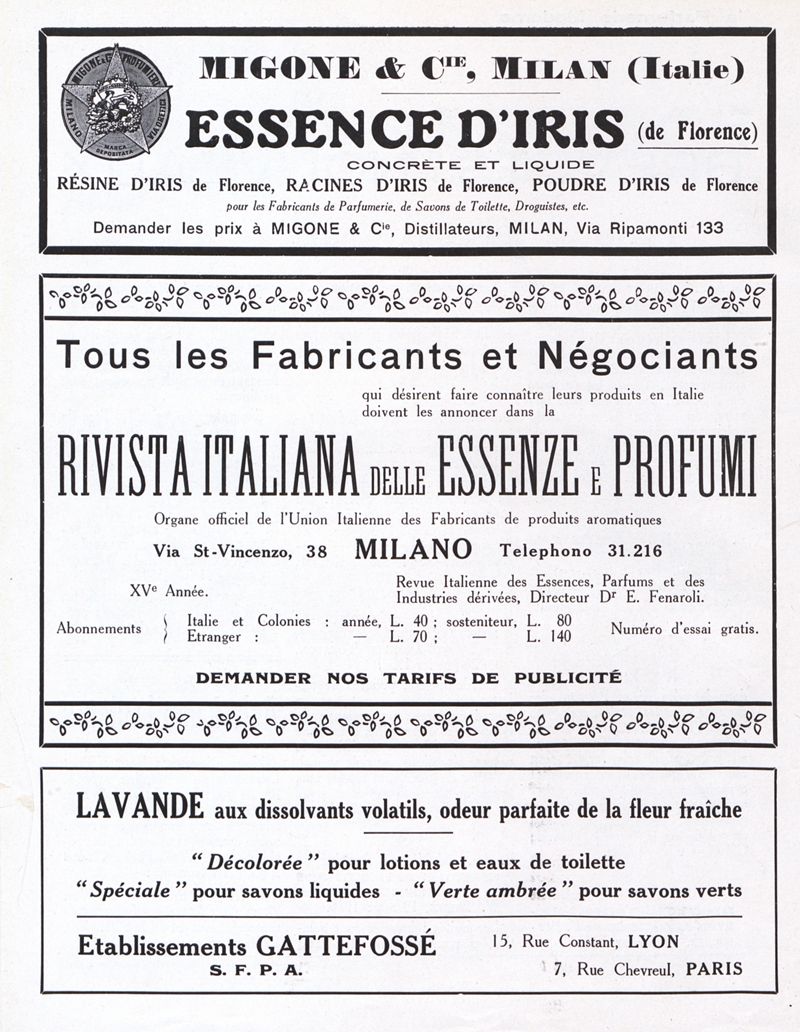 MIGONE & Cº PROFUMIERI
MILANO
VIA OREFICI
MARCA
DEPOSITATA
MIGONE & CIE, MILAN (Italie)
ESSENCE D'IRIS (de Florence)
CONCRÈTE ET LIQUIDE
RÉSINE D'IRIS de Florence, RACINES D'IRIS de Florence, POUDRE D'IRIS de Florence
pour les Fabricants de Parfumerie, de Savons de Toilette, Droguistes, etc.
Demander les prix à MIGONE & Cie, Distillateurs, MILAN, Via Ripamonti 133
Tous les Fabricants et Négociants
qui désirent faire connaître leurs produits en Italie
doivent les annoncer dans la
RIVISTA ITALIANA DELLE ESSENZE E PROFUMI
Organe officiel de l'Union Italienne des Fabricants de produits aromatiques
Via St-Vincenzo, 38 MILANO Telephono 31.216
XVe Année.
Revue Italienne des Essences, Parfums et des
Industries dérivées, Directeur Dr E. Fenaroli.
Abonnements
Italie et Colonies : année, L. 40 ; sosteniteur, L. 80
Etranger : — L. 70 ; — L. 140
Numéro d'essai gratis.
DEMANDER NOS TARIFS DE PUBLICITÉ
LAVANDE aux dissolvants volatils, odeur parfaite de la fleur fraîche
“ Décolorée ” pour lotions et eaux de toilette
“ Spéciale ” pour savons liquides - “ Verte ambrée ” pour savons verts
Etablissements GATTEFOSSÉ
S. F. P. A.
15, Rue Constant, LYON
7, Rue Chevreul, PARIS